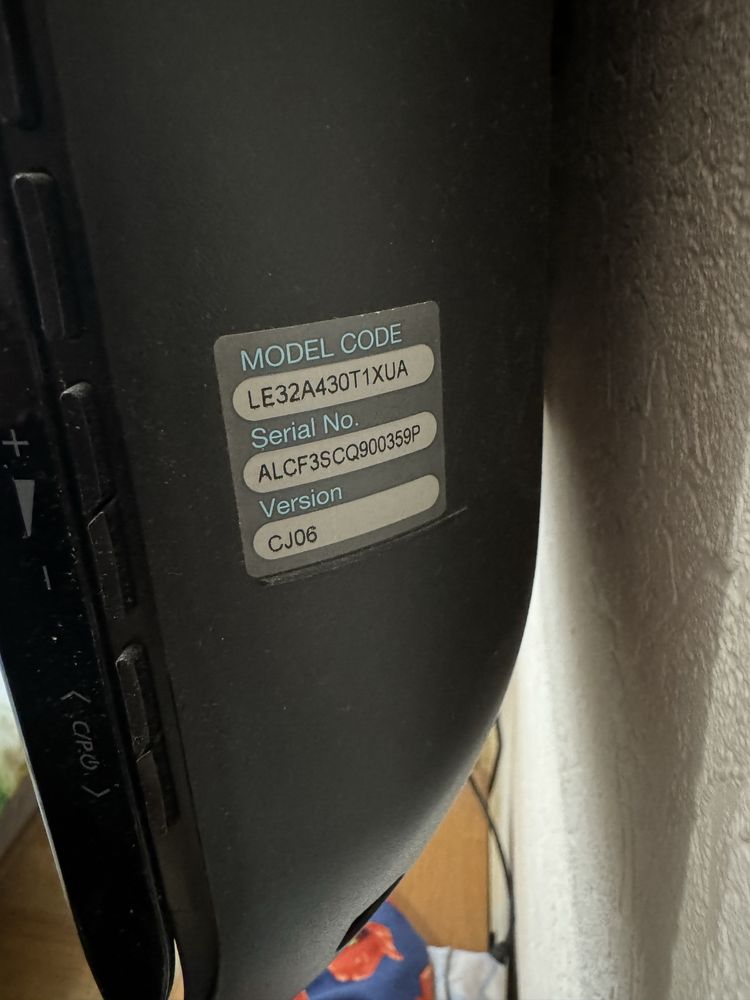 MODEL CODE
LE32A430T1XUA
Serial No.
ALCF3SCQ900359P
Version
CJ06
+
-
< C/P.⏻ >